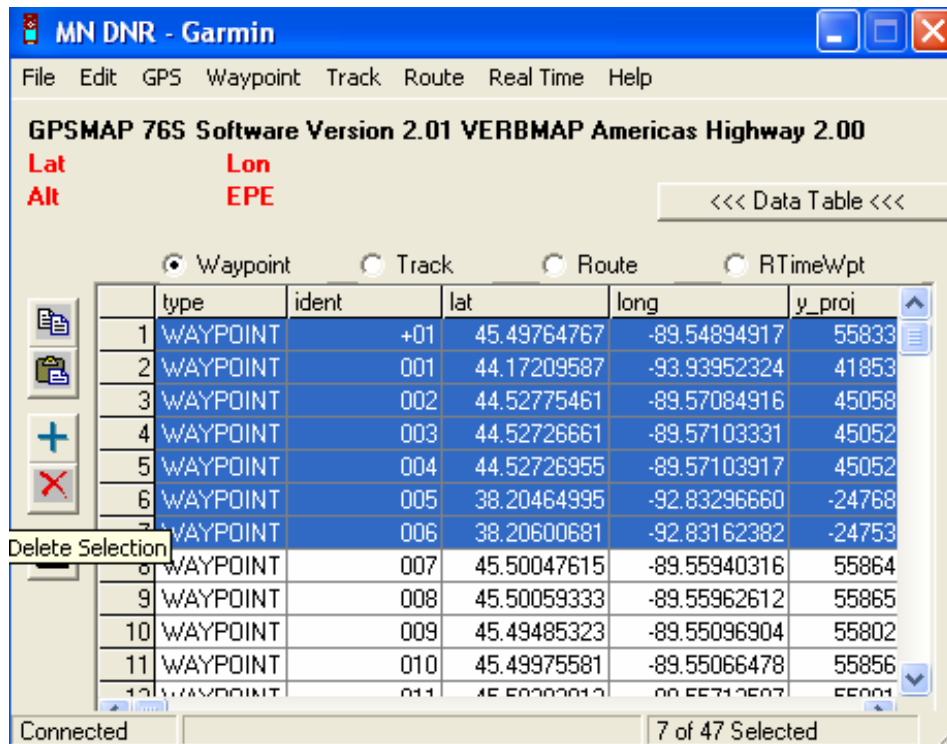 MN DNR - Garmin
File Edit GPS Waypoint Track Route Real Time Help
GPSMAP 76S Software Version 2.01 VERBMAP Americas Highway 2.00
Lat Lon
Alt EPE
<<< Data Table <<<
Waypoint Track Route RTimeWpt
type ident lat long y_proj
1 WAYPOINT +01 45.49764767 -89.54894917 55833
2 WAYPOINT 001 44.17209587 -93.93952324 41853
3 WAYPOINT 002 44.52775461 -89.57084916 45058
4 WAYPOINT 003 44.52726661 -89.57103331 45052
5 WAYPOINT 004 44.52726955 -89.57103917 45052
6 WAYPOINT 005 38.20464995 -92.83296660 -24768
7 WAYPOINT 006 38.20600681 -92.83162382 -24753
Delete Selection
8 WAYPOINT 007 45.50047615 -89.55940316 55864
9 WAYPOINT 008 45.50059333 -89.55962612 55865
10 WAYPOINT 009 45.49485323 -89.55096904 55802
11 WAYPOINT 010 45.49975581 -89.55066478 55856
12 WAYPOINT 011
Connected 7 of 47 Selected